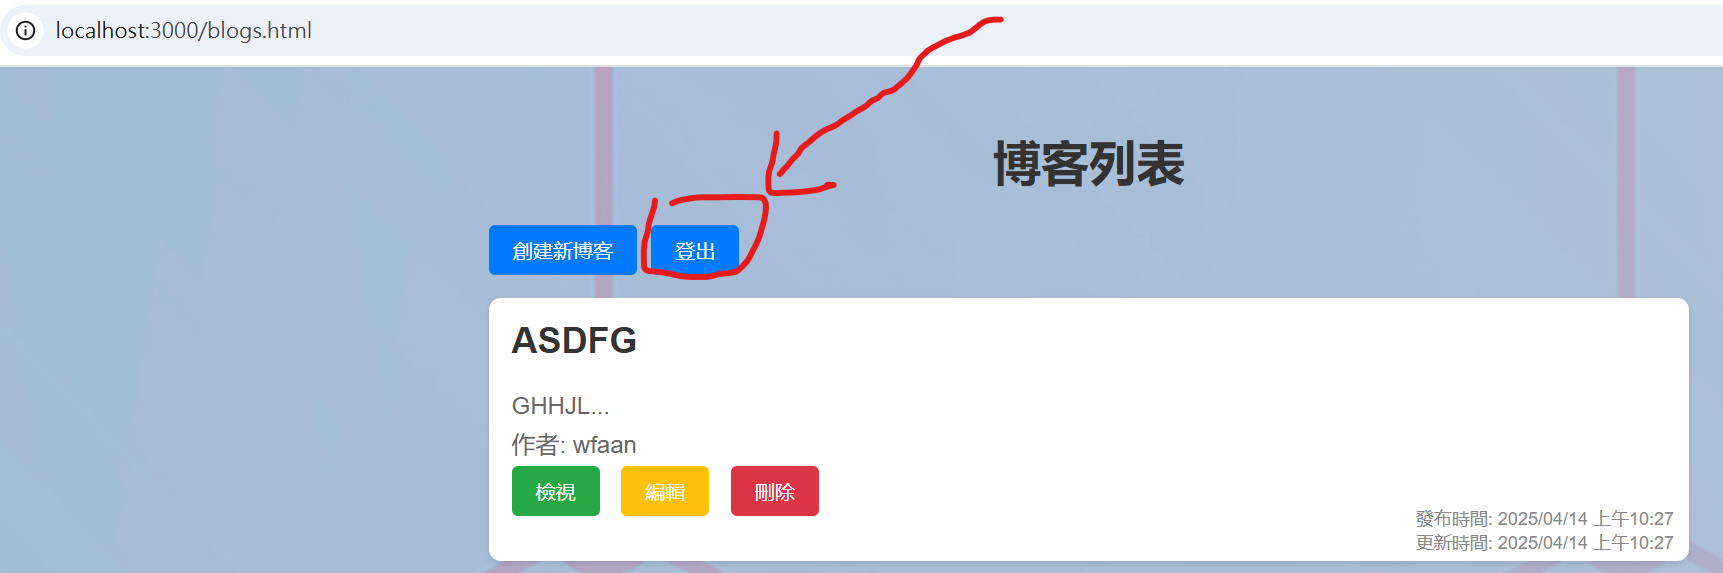 localhost:3000/blogs.html
博客列表
創建新博客 登出
ASDFG
GHHJL...
作者: wfaan
檢視 編輯 刪除
發布時間: 2025/04/14 上午10:27
更新時間: 2025/04/14 上午10:27